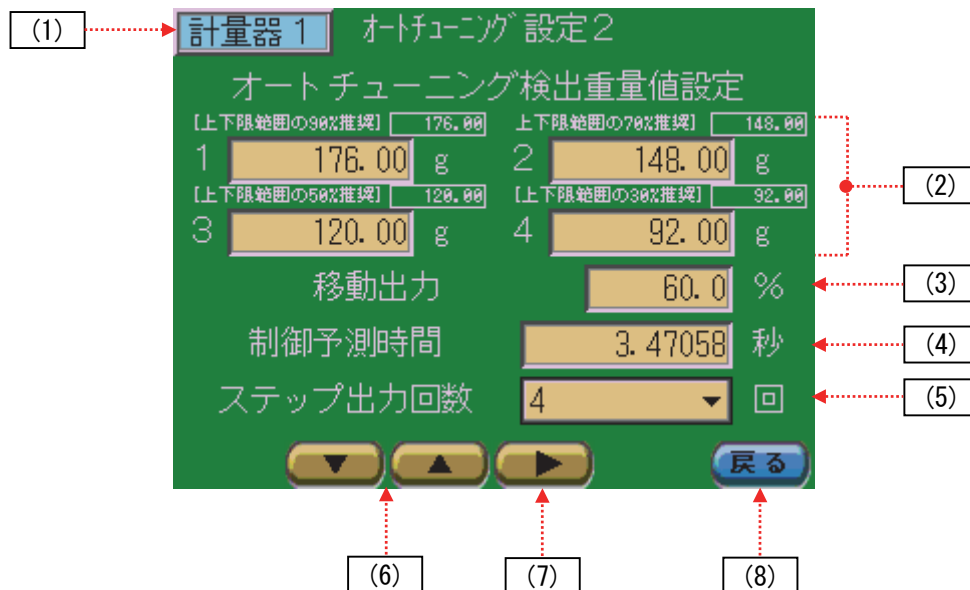 (1) 計量器 1 オートチューニング 設定2
オートチューニング検出重量値設定
[上下限範囲の90%推奨] 176.00 上下限範囲の70%推奨] 148.00
1 176.00 g 2 148.00 g
(2)
[上下限範囲の50%推奨] 120.00 [上下限範囲の30%推奨] 92.00
3 120.00 g 4 92.00 g
移動出力 60.0 % (3)
制御予測時間 3.47058 秒 (4)
ステップ出力回数 4 回 (5)
戻る
(6) (7) (8)